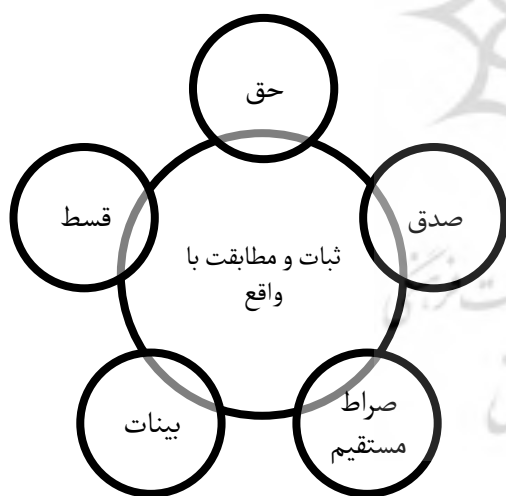 حق
صدق
قسط
ثبات و مطابقت با
واقع
صراط
مستقیم
بینات